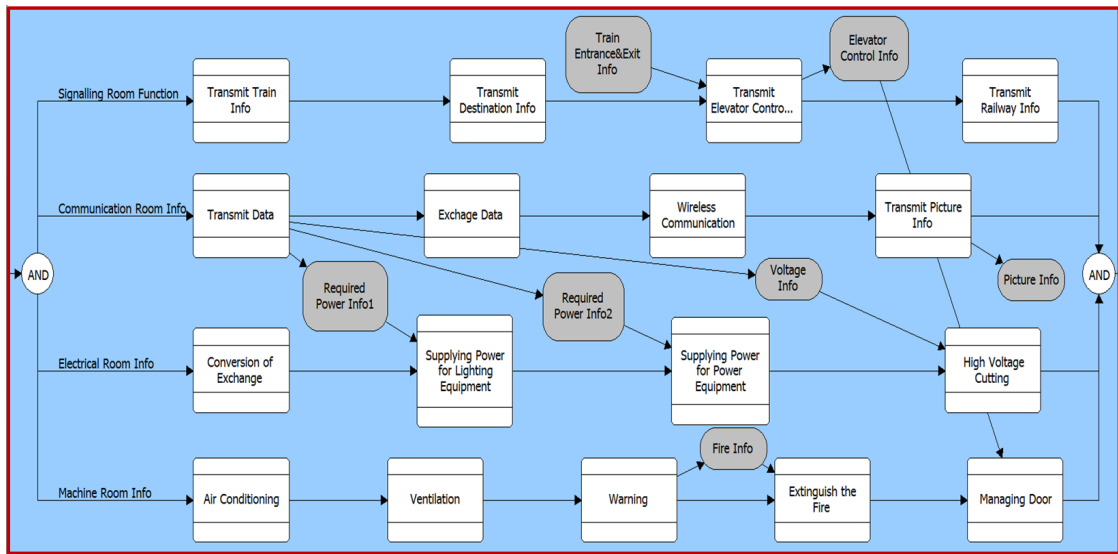 Train
Entrance&Exit
Info
Elevator
Control Info
Signalling Room Function
Transmit Train
Info
Transmit
Destination Info
Transmit
Elevator Contro...
Transmit
Railway Info
Communication Room Info
Transmit Data
Exchage Data
Wireless
Communication
Transmit Picture
Info
AND
Required
Power Info1
Required
Power Info2
Voltage
Info
Picture Info
AND
Electrical Room Info
Conversion of
Exchange
Supplying Power
for Lighting
Equipment
Supplying Power
for Power
Equipment
High Voltage
Cutting
Fire Info
Machine Room Info
Air Conditioning
Ventilation
Warning
Extinguish the
Fire
Managing Door